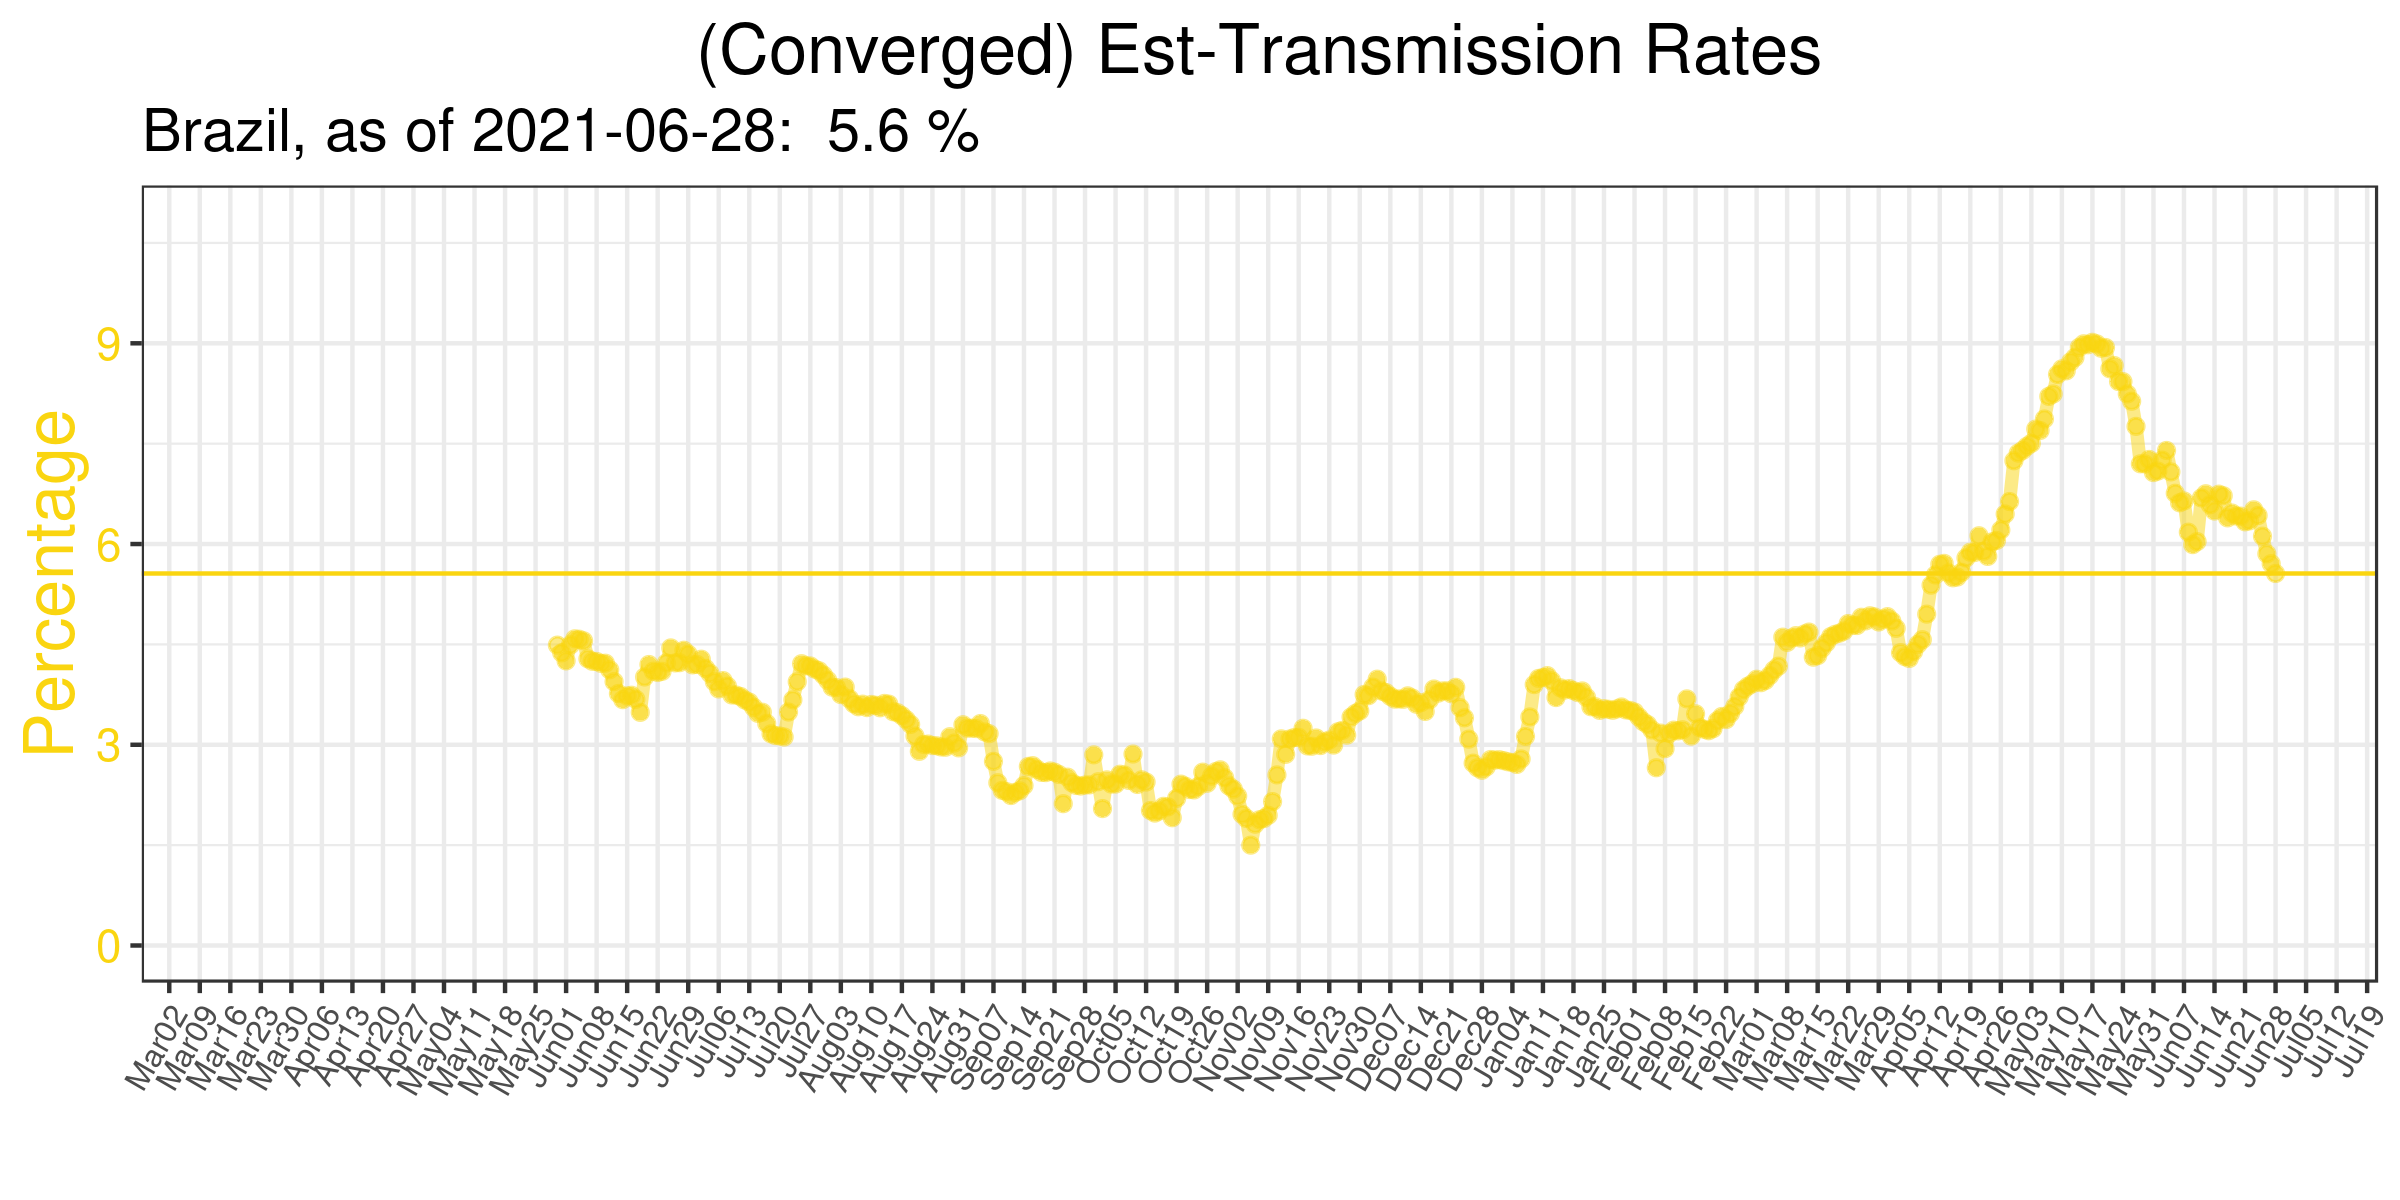 (Converged) Est-Transmission Rates
Brazil, as of 2021-06-28:  5.6 %
Percentage
9
6
3
0
Mar02
Mar09
Mar16
Mar23
Mar30
Apr06
Apr13
Apr20
Apr27
May04
May11
May18
May25
Jun01
Jun08
Jun15
Jun22
Jun29
Jul06
Jul13
Jul20
Jul27
Aug03
Aug10
Aug17
Aug24
Aug31
Sep07
Sep14
Sep21
Sep28
Oct05
Oct12
Oct19
Oct26
Nov02
Nov09
Nov16
Nov23
Nov30
Dec07
Dec14
Dec21
Dec28
Jan04
Jan11
Jan18
Jan25
Feb01
Feb08
Feb15
Feb22
Mar01
Mar08
Mar15
Mar22
Mar29
Apr05
Apr12
Apr19
Apr26
May03
May10
May17
May24
May31
Jun07
Jun14
Jun21
Jun28
Jul05
Jul12
Jul19